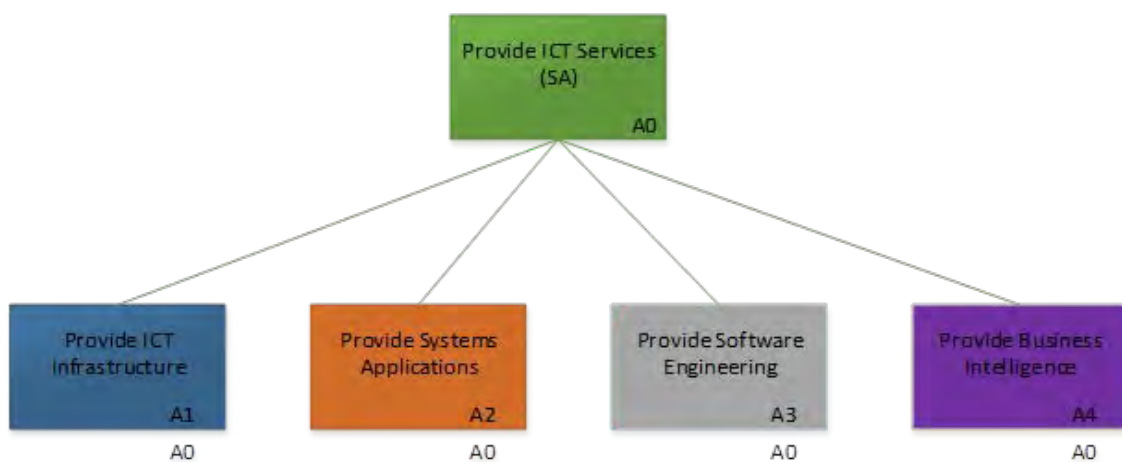 Provide ICT Services
(SA)
A0
Provide ICT
Infrastructure
A1
A0
Provide Systems
Applications
A2
A0
Provide Software
Engineering
A3
A0
Provide Business
Intelligence
A4
A0